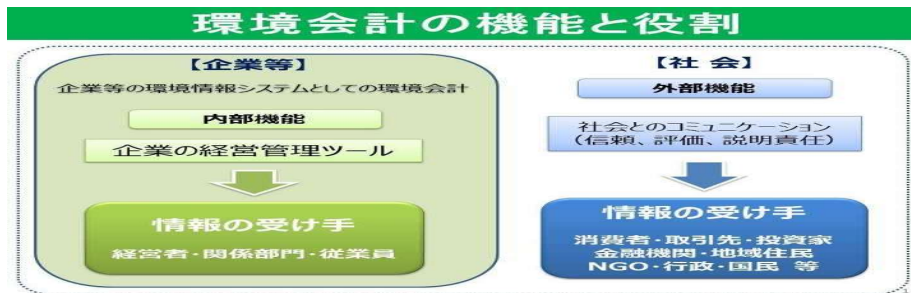 環境会計の機能と役割
【企業等】
企業等の環境情報システムとしての環境会計
内部機能
企業の経営管理ツール
情報の受け手
経営者・関係部門・従業員
【社 会】
外部機能
社会とのコミュニケーション
(信頼、評価、説明責任)
情報の受け手
消費者・取引先・投資家
金融機関・地域住民
NGO・行政・国民 等